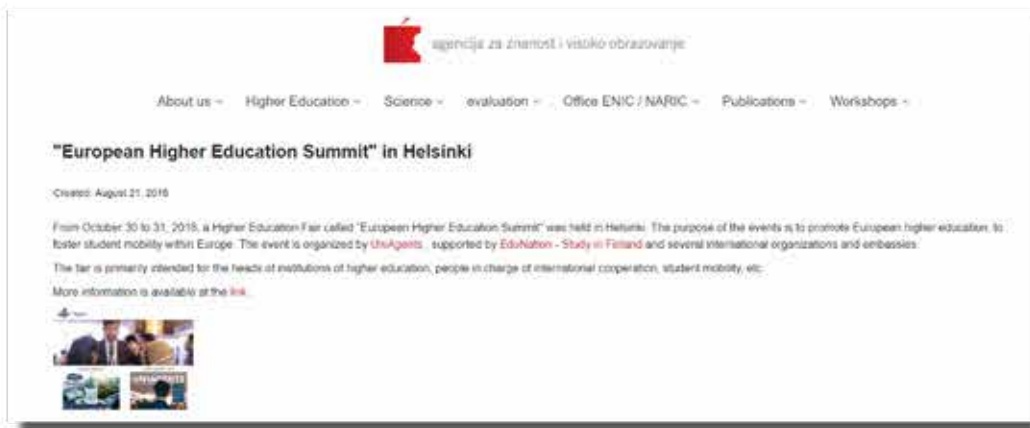 agencija za znanost i visoko obrazovanje
About us Higher Education Science evaluation Office ENIC / NARIC Publications Workshops
"European Higher Education Summit" in Helsinki
Created: August 21, 2018
From October 30 to 31, 2018, a Higher Education Fair called "European Higher Education Summit" was held in Helsinki. The purpose of the events is to promote European higher education, to
foster student mobility within Europe. The event is organized by UniAgents , supported by EduNation - Study in Finland and several international organizations and embassies.
The fair is primarily intended for the heads of institutions of higher education, people in charge of international cooperation, student mobility, etc.
More information is available at the link .
UNIAGENTS